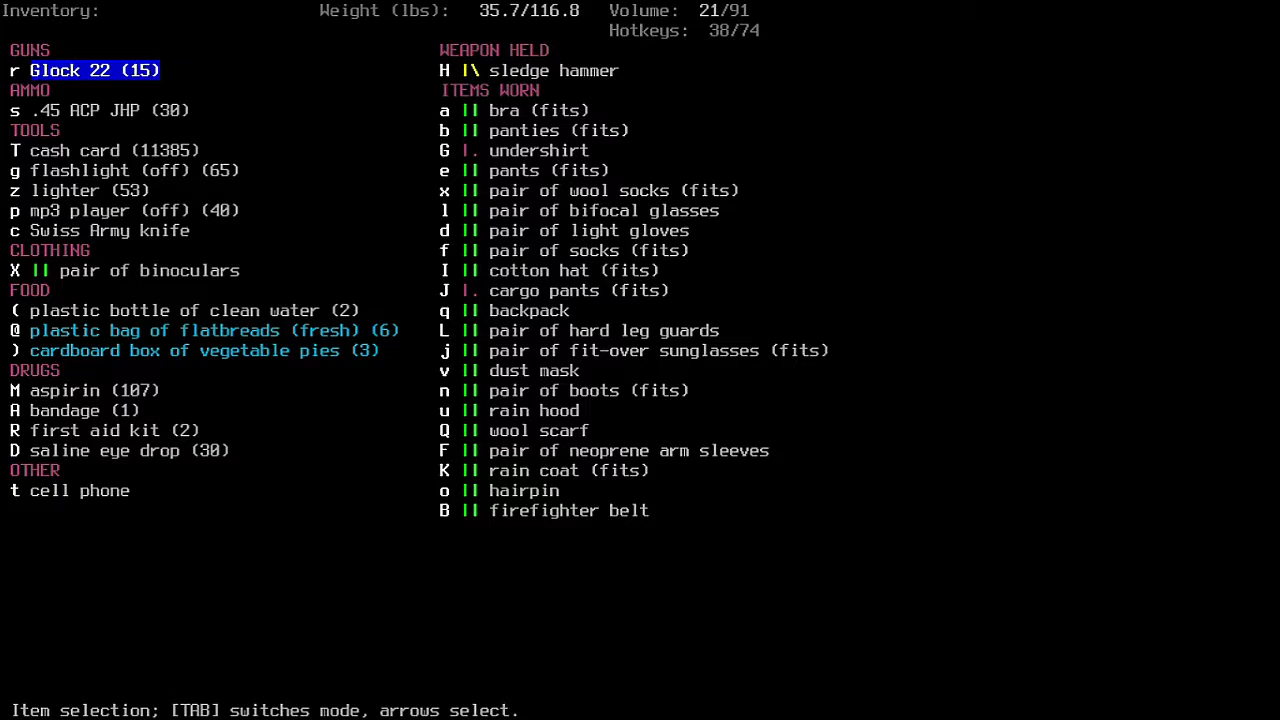 Inventory: Weight (lbs): 35.7/116.8 Volume: 21/91
Hotkeys: 38/74
GUNS
r Glock 22 (15)
AMMO
s .45 ACP JHP (30)
TOOLS
T cash card (11385)
g flashlight (off) (65)
z lighter (53)
p mp3 player (off) (40)
c Swiss Army knife
CLOTHING
X || pair of binoculars
FOOD
( plastic bottle of clean water (2)
@ plastic bag of flatbreads (fresh) (6)
) cardboard box of vegetable pies (3)
DRUGS
M aspirin (107)
A bandage (1)
R first aid kit (2)
D saline eye drop (30)
OTHER
t cell phone
WEAPON HELD
H |\ sledge hammer
ITEMS WORN
a || bra (fits)
b || panties (fits)
G |. undershirt
e || pants (fits)
x || pair of wool socks (fits)
l || pair of bifocal glasses
d || pair of light gloves
f || pair of socks (fits)
I || cotton hat (fits)
J |. cargo pants (fits)
q || backpack
L || pair of hard leg guards
j || pair of fit-over sunglasses (fits)
v || dust mask
n || pair of boots (fits)
u || rain hood
Q || wool scarf
F || pair of neoprene arm sleeves
K || rain coat (fits)
o || hairpin
B || firefighter belt
Item selection; [TAB] switches mode, arrows select.